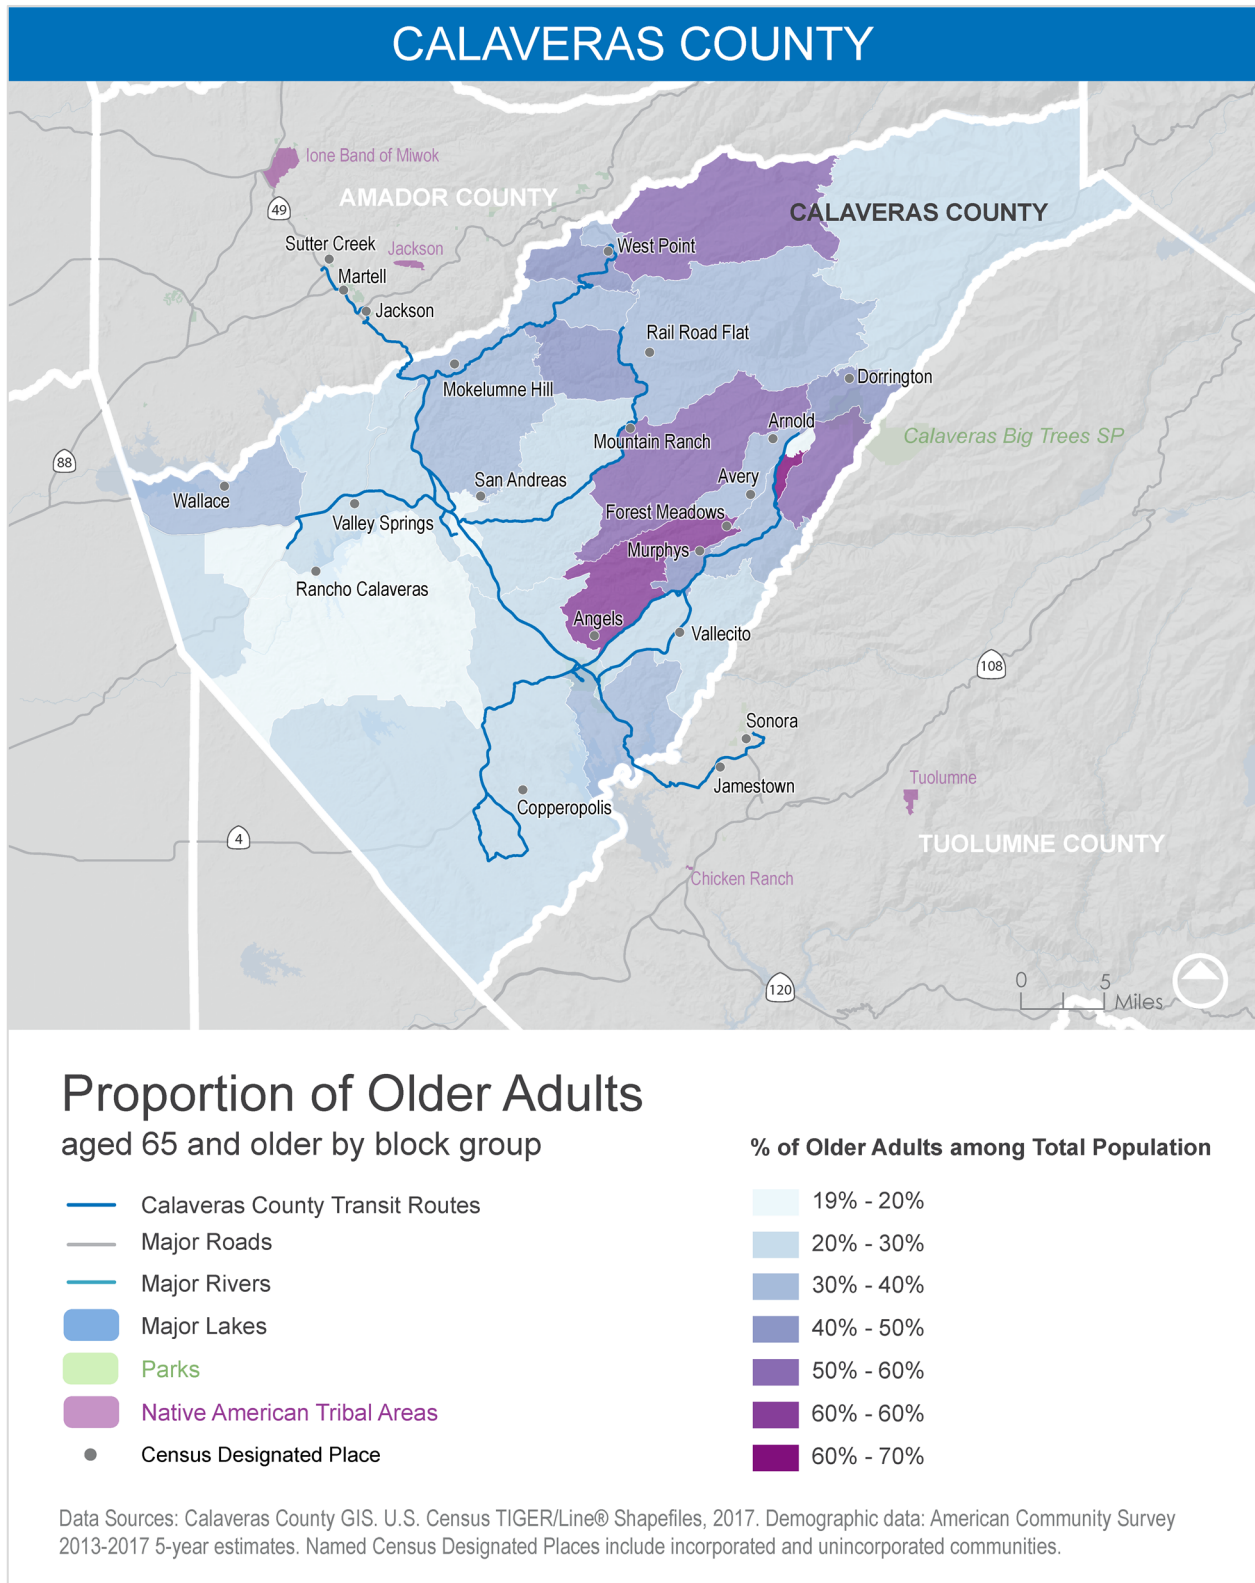 CALAVERAS COUNTY
Ione Band of Miwok
AMADOR COUNTY
49
CALAVERAS COUNTY
Sutter Creek
Jackson
West Point
Martell
Jackson
Rail Road Flat
Dorrington
Mokelumne Hill
Arnold
Mountain Ranch
Calaveras Big Trees SP
88
San Andreas
Avery
Wallace
Forest Meadows
Valley Springs
Murphys
Rancho Calaveras
Angels
Vallecito
108
Sonora
Jamestown
Tuolumne
Copperopolis
4
TUOLUMNE COUNTY
Chicken Ranch
120
0 5
Miles
Proportion of Older Adults
aged 65 and older by block group
% of Older Adults among Total Population
Calaveras County Transit Routes
Major Roads
Major Rivers
Major Lakes
Parks
Native American Tribal Areas
Census Designated Place
19% - 20%
20% - 30%
30% - 40%
40% - 50%
50% - 60%
60% - 60%
60% - 70%
Data Sources: Calaveras County GIS. U.S. Census TIGER/Line® Shapefiles, 2017. Demographic data: American Community Survey
2013-2017 5-year estimates. Named Census Designated Places include incorporated and unincorporated communities.